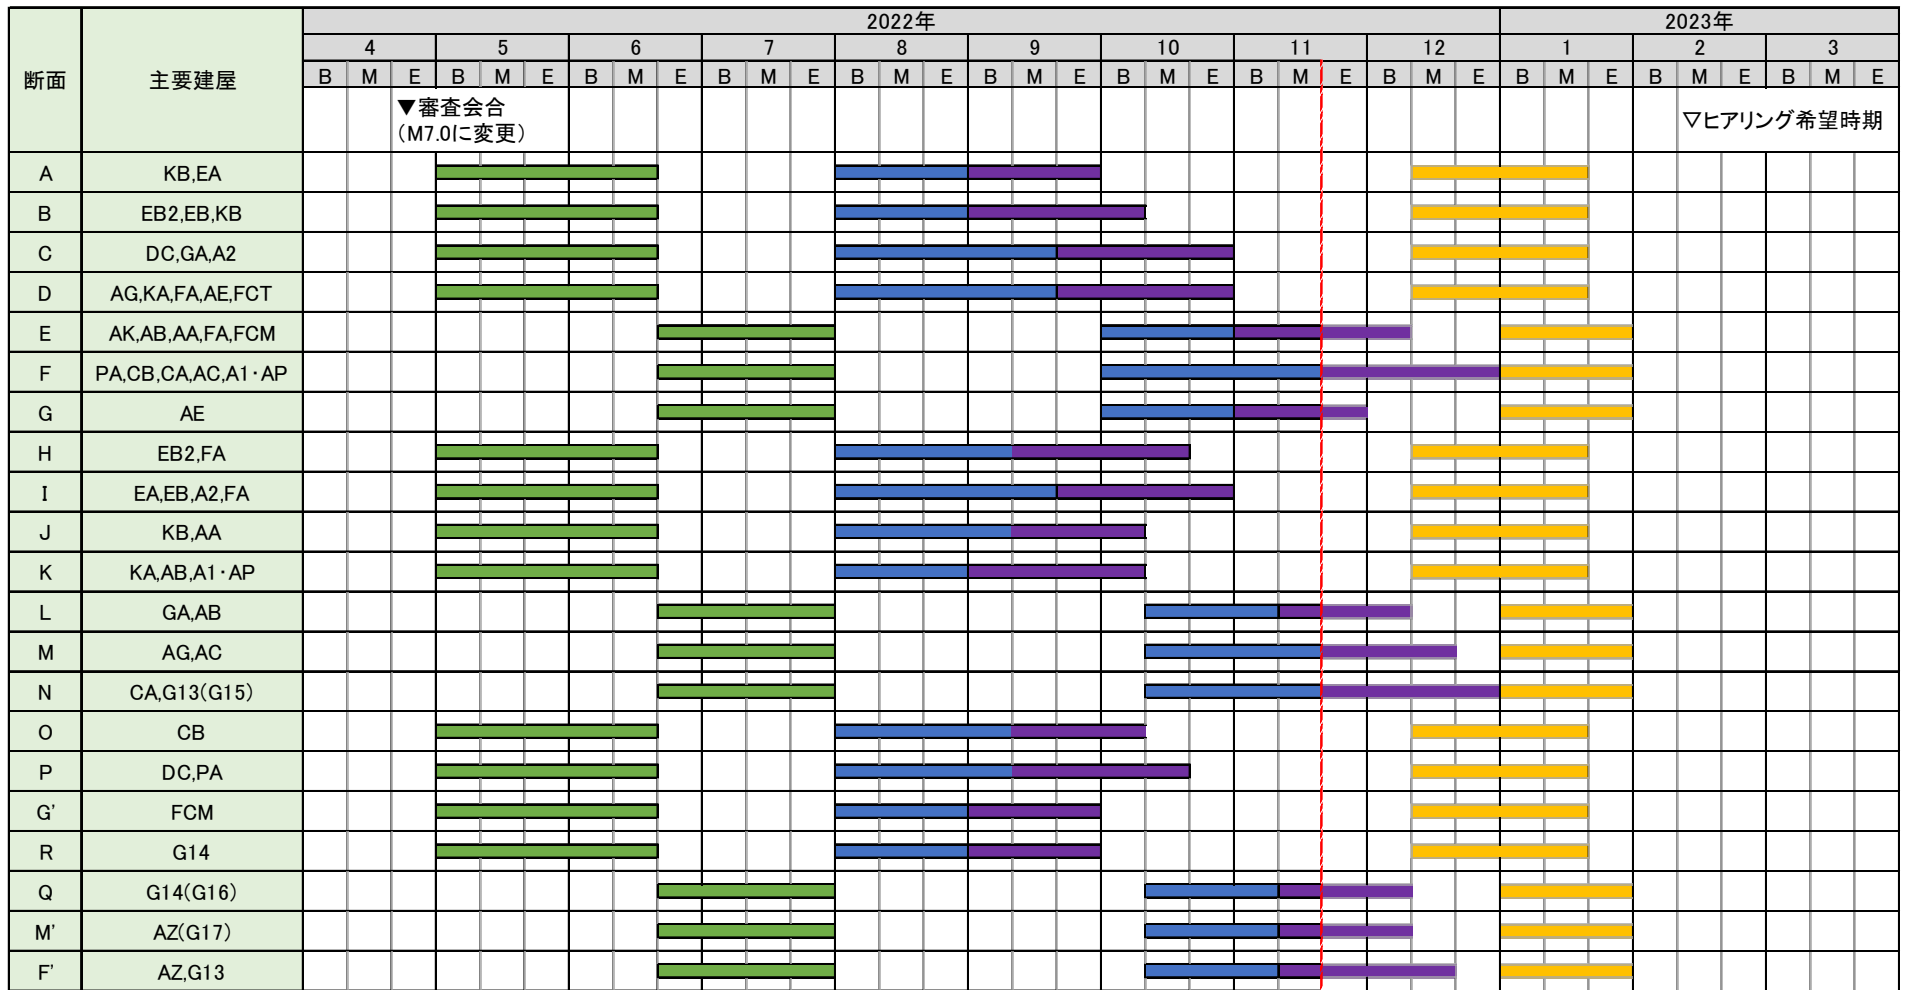 断面 主要建屋 2022年 2023年
4 5 6 7 8 9 10 11 12 1 2 3
B M E B M E B M E B M E B M E B M E B M E B M E B M E B M E B M E B M E
▼審査会合
(M7.0に変更)
▽ヒアリング希望時期
A KB,EA
B EB2,EB,KB
C DC,GA,A2
D AG,KA,FA,AE,FCT
E AK,AB,AA,FA,FCM
F PA,CB,CA,AC,A1・AP
G AE
H EB2,FA
I EA,EB,A2,FA
J KB,AA
K KA,AB,A1・AP
L GA,AB
M AG,AC
N CA,G13(G15)
O CB
P DC,PA
G' FCM
R G14
Q G14(G16)
M' AZ(G17)
F' AZ,G13